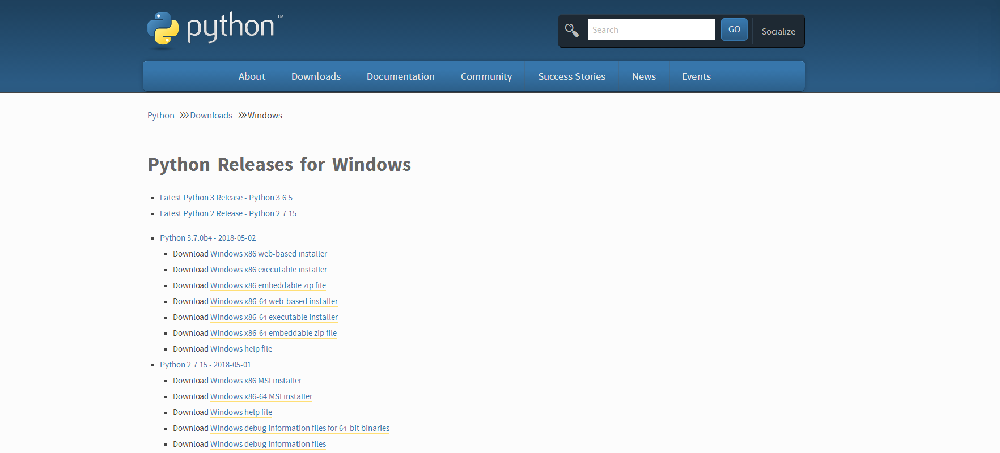 python™
Search
GO
Socialize
About
Downloads
Documentation
Community
Success Stories
News
Events
Python >>> Downloads >>> Windows
Python Releases for Windows
Latest Python 3 Release - Python 3.6.5
Latest Python 2 Release - Python 2.7.15
Python 3.7.0b4 - 2018-05-02
Download Windows x86 web-based installer
Download Windows x86 executable installer
Download Windows x86 embeddable zip file
Download Windows x86-64 web-based installer
Download Windows x86-64 executable installer
Download Windows x86-64 embeddable zip file
Download Windows help file
Python 2.7.15 - 2018-05-01
Download Windows x86 MSI installer
Download Windows x86-64 MSI installer
Download Windows help file
Download Windows debug information files for 64-bit binaries
Download Windows debug information files